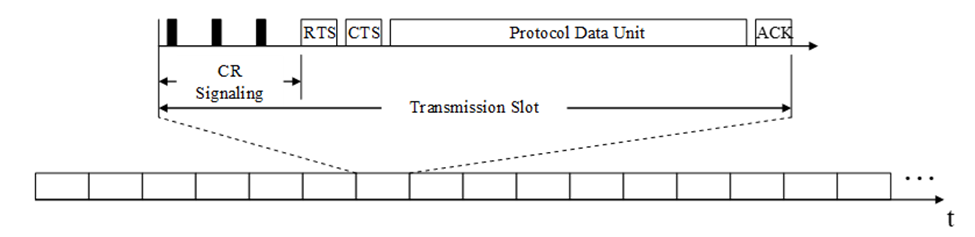 RTS CTS Protocol Data Unit ACK
CR
Signaling
Transmission Slot
...
t